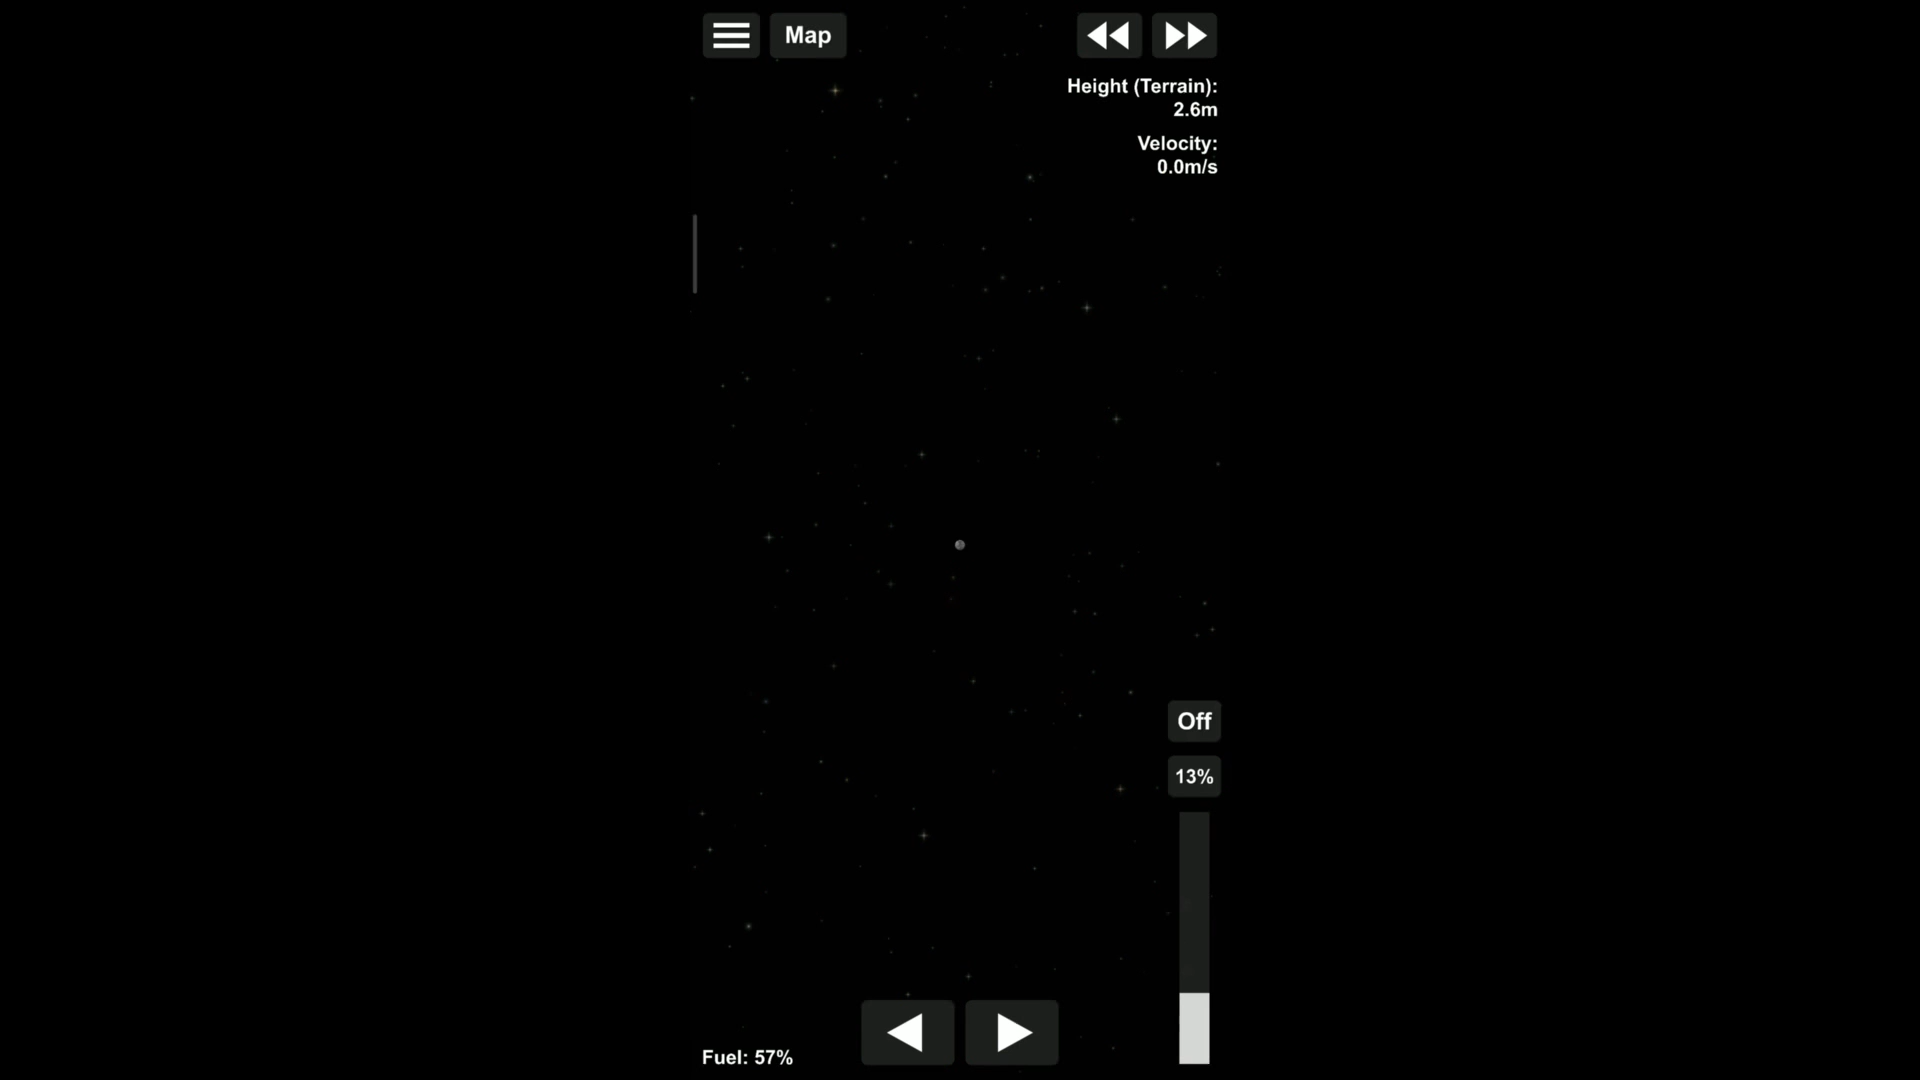 Map
Height (Terrain):
2.6m
Velocity:
0.0m/s
Off
13%
Fuel: 57%